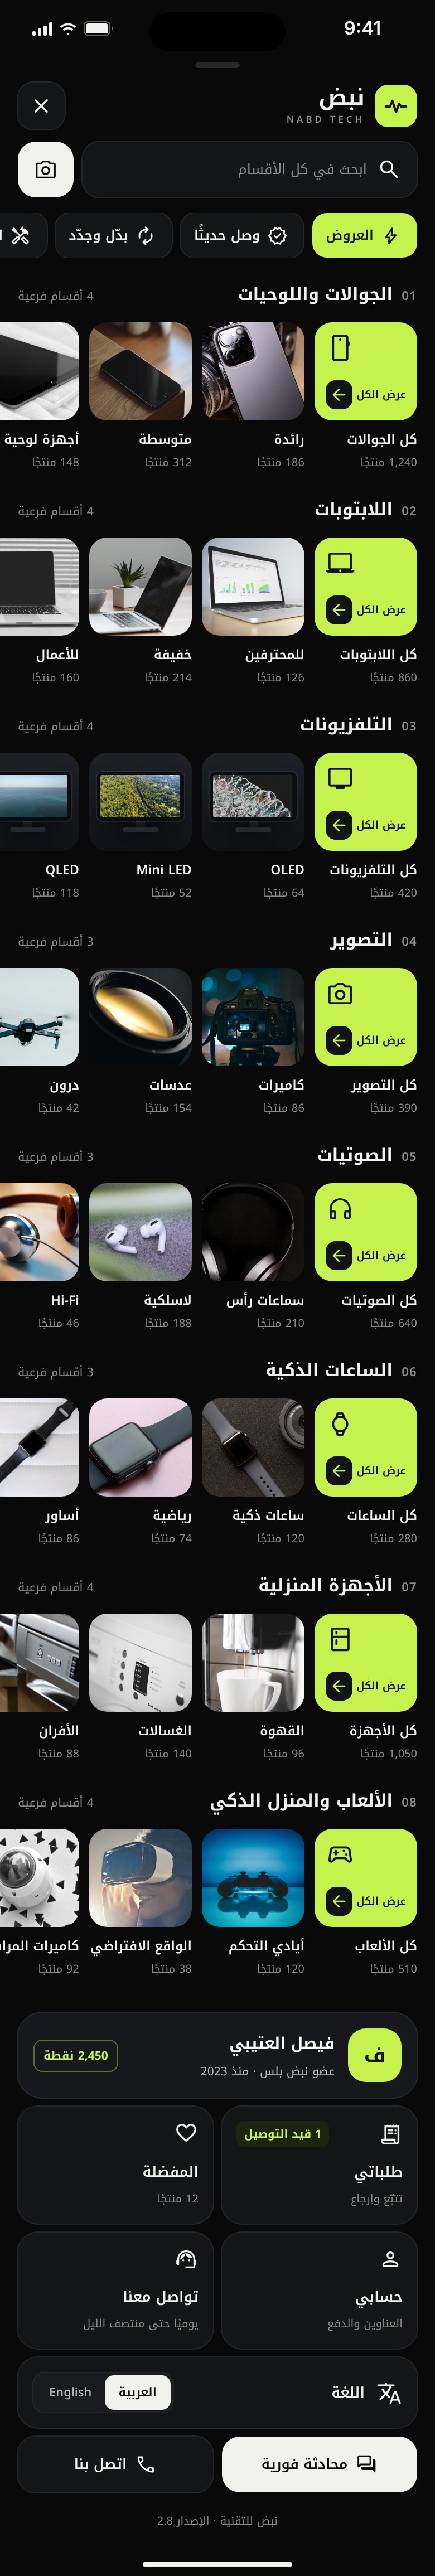 9:41
نبض
NABD TECH
ابحث في كل الأقسام
العروض
وصل حديثًا
بدّل وجدّد
01 الجوالات واللوحيات
4 أقسام فرعية
عرض الكل
كل الجوالات
1,240 منتجًا
رائدة
186 منتجًا
متوسطة
312 منتجًا
أجهزة لوحية
148 منتجًا
02 اللابتوبات
4 أقسام فرعية
عرض الكل
كل اللابتوبات
860 منتجًا
للمحترفين
126 منتجًا
خفيفة
214 منتجًا
للأعمال
160 منتجًا
03 التلفزيونات
4 أقسام فرعية
عرض الكل
كل التلفزيونات
420 منتجًا
OLED
64 منتجًا
Mini LED
52 منتجًا
QLED
118 منتجًا
04 التصوير
3 أقسام فرعية
عرض الكل
كل التصوير
390 منتجًا
كاميرات
86 منتجًا
عدسات
154 منتجًا
درون
42 منتجًا
05 الصوتيات
3 أقسام فرعية
عرض الكل
كل الصوتيات
640 منتجًا
سماعات رأس
210 منتجًا
لاسلكية
188 منتجًا
Hi-Fi
46 منتجًا
06 الساعات الذكية
3 أقسام فرعية
عرض الكل
كل الساعات
280 منتجًا
ساعات ذكية
120 منتجًا
رياضية
74 منتجًا
أساور
86 منتجًا
07 الأجهزة المنزلية
4 أقسام فرعية
عرض الكل
كل الأجهزة
1,050 منتجًا
القهوة
96 منتجًا
الغسالات
140 منتجًا
الأفران
88 منتجًا
08 الألعاب والمنزل الذكي
4 أقسام فرعية
عرض الكل
كل الألعاب
510 منتجًا
أيادي التحكم
120 منتجًا
الواقع الافتراضي
38 منتجًا
كاميرات
92 منتجًا
ف
فيصل العتيبي
عضو نبض بلس · منذ 2023
2,450 نقطة
طلباتي
1 قيد التوصيل
تتبّع وإرجاع
المفضلة
12 منتجًا
حسابي
العناوين والدفع
تواصل معنا
يوميًا حتى منتصف الليل
اللغة
العربية
English
محادثة فورية
اتصل بنا
نبض للتقنية · الإصدار 2.8